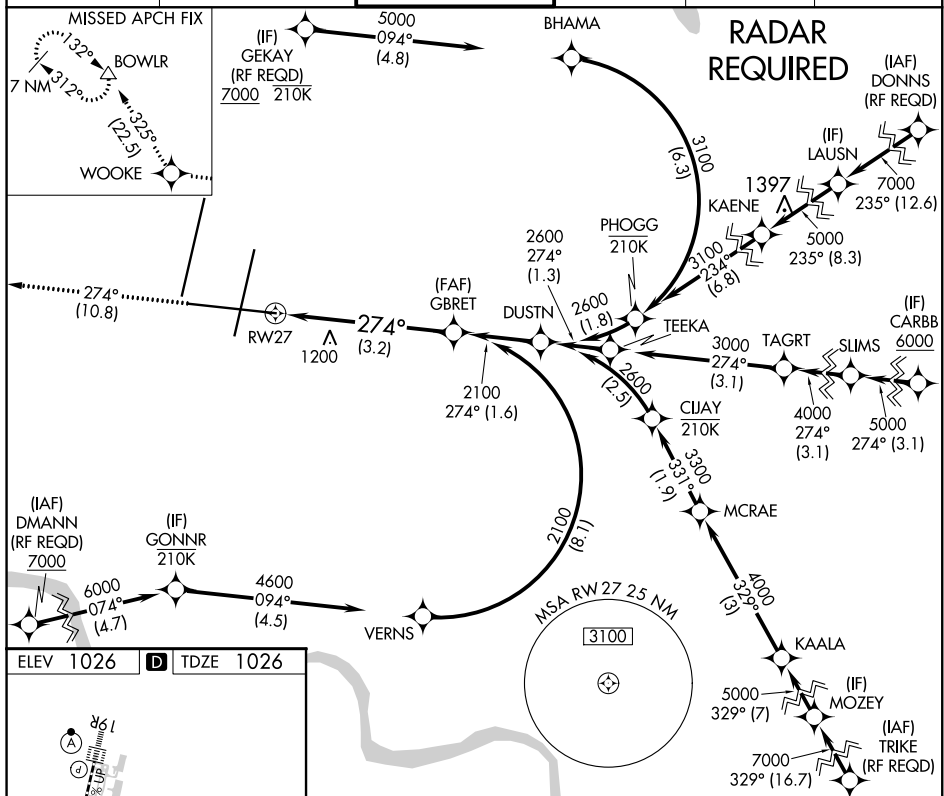 MISSED APCH FIX
132°
BOWLR
7 NM
312°
325°
(22.5)
WOOKE
(IF)
GEKAY
(RF REQD)
7000 210K
5000
094°
(4.8)
BHAMA
RADAR
REQUIRED
(IAF)
DONNS
(RF REQD)
(IF)
LAUSN
7000
235° (12.6)
1397
KAENE
5000
235° (8.3)
3100
(6.3)
PHOGG
210K
3100
234°
(6.8)
2600
274°
(1.3)
2600
(1.8)
(FAF)
GBRET
DUSTN
TEEKA
274°
(10.8)
RW27
1200
274°
(3.2)
2100
274° (1.6)
3000
274°
(3.1)
TAGRT
SLIMS
(IF)
CARBB
6000
4000
274°
(3.1)
5000
274° (3.1)
2600
(2.5)
CIJAY
210K
3300
331°
(1.9)
MCRAE
2100
(8.1)
(IAF)
DMANN
(RF REQD)
7000
6000
074°
(4.7)
(IF)
GONNR
210K
4600
094°
(4.5)
VERNS
4000
329°
(3)
KAALA
MSA RW27 25 NM
3100
5000
329° (7)
(IF)
MOZEY
7000
329° (16.7)
(IAF)
TRIKE
(RF REQD)
ELEV 1026 D TDZE 1026
19R
A
P
UP